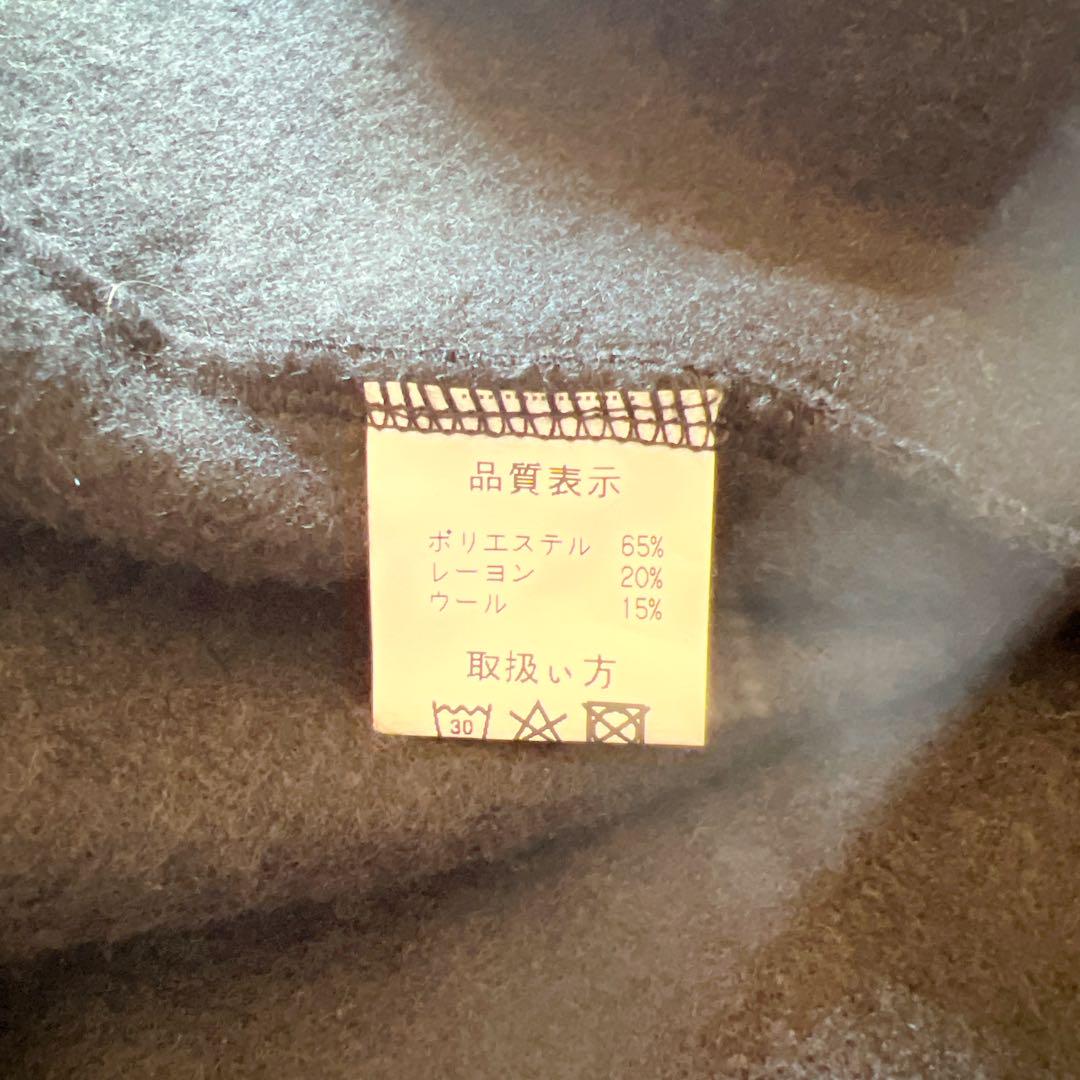 品質表示
ポリエステル 65%
レーヨン 20%
ウール 15%
取扱い方
30